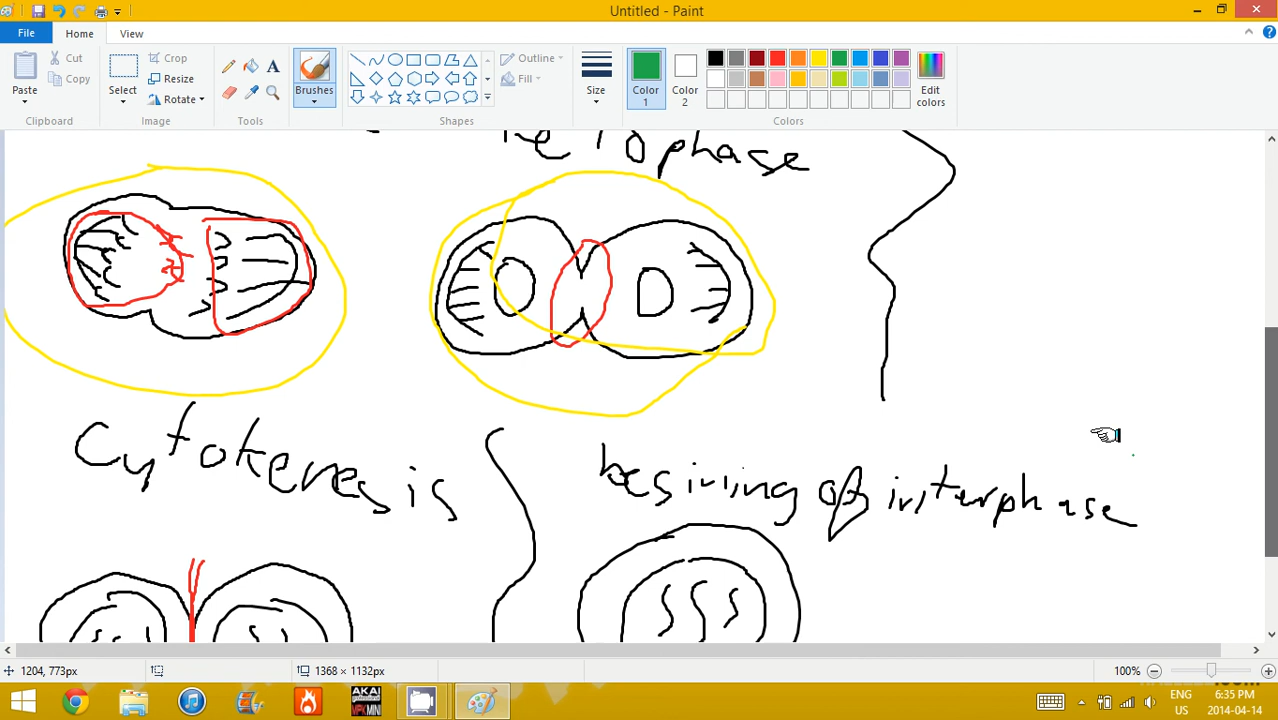 Untitled - Paint
File Home View
Cut
Copy
Paste
Clipboard
Crop
Resize
Rotate
Select
Image
Tools
Brushes
Outline
Fill
Shapes
Size
Color 1
Color 2
Edit colors
Colors
telophase
Cytokenesis
begining of interphase
1204, 773px
1368 × 1132px
100%
AKAI
ENG
US
6:35 PM
2014-04-14